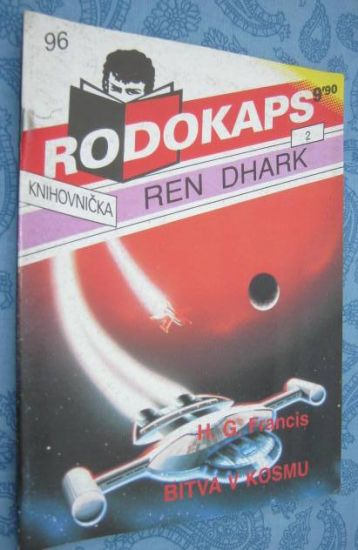 96
9'90
RODOKAPS
2
KNIHOVNIČKA
REN DHARK
H. G. Francis
BITVA V KOSMU